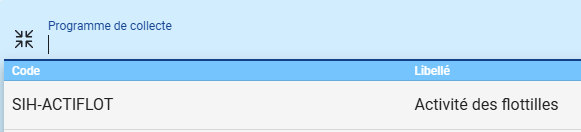 Programme de collecte
Code Libellé
SIH-ACTIFLOT Activité des flottilles